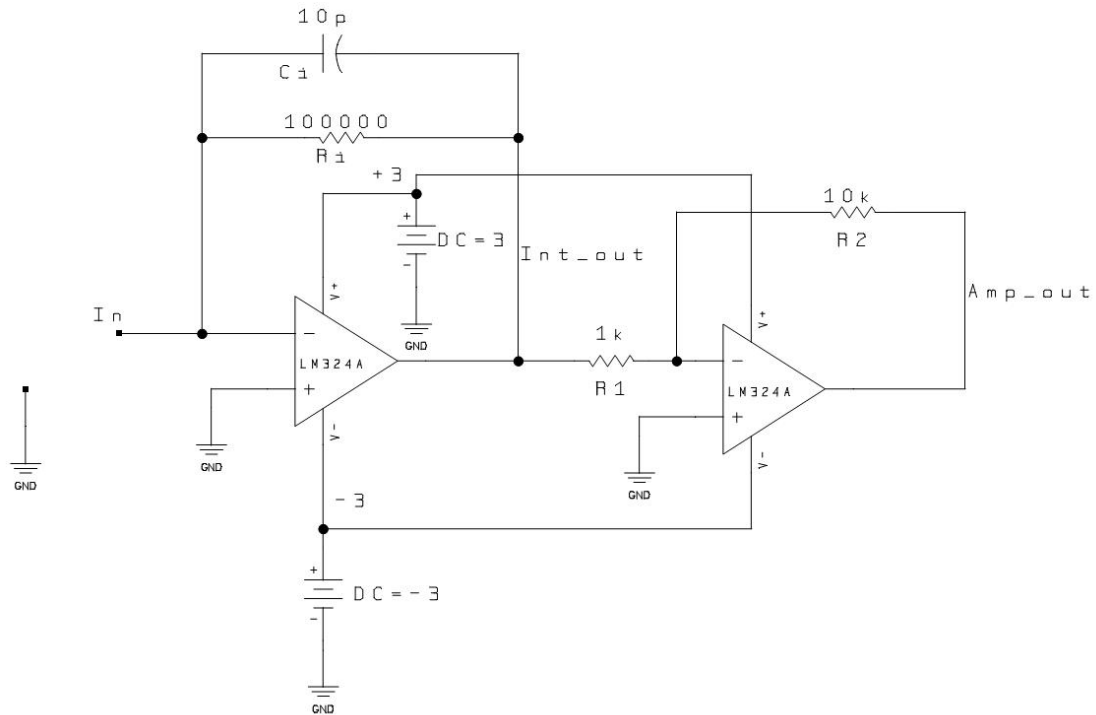 10p
Ci
100000
Ri
+3
10k
R2
DC=3
Int_out
Amp_out
V+
In
V+
GND
1k
-
LM324A
+
R1
-
LM324A
+
V-
GND
V-
GND
GND
-3
+
DC=-3
-
GND
+
-